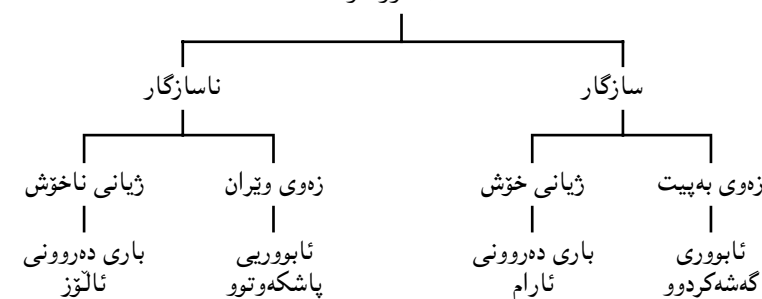 سازگار
ناسازگار
زەوی بەپیت
ژیانی خۆش
زەوی وێران
ژیانی ناخۆش
ئابووری
گەشەکردوو
باری دەروونی
ئارام
ئابووریی
پاشکەوتوو
باری دەروونی
ئاڵۆز